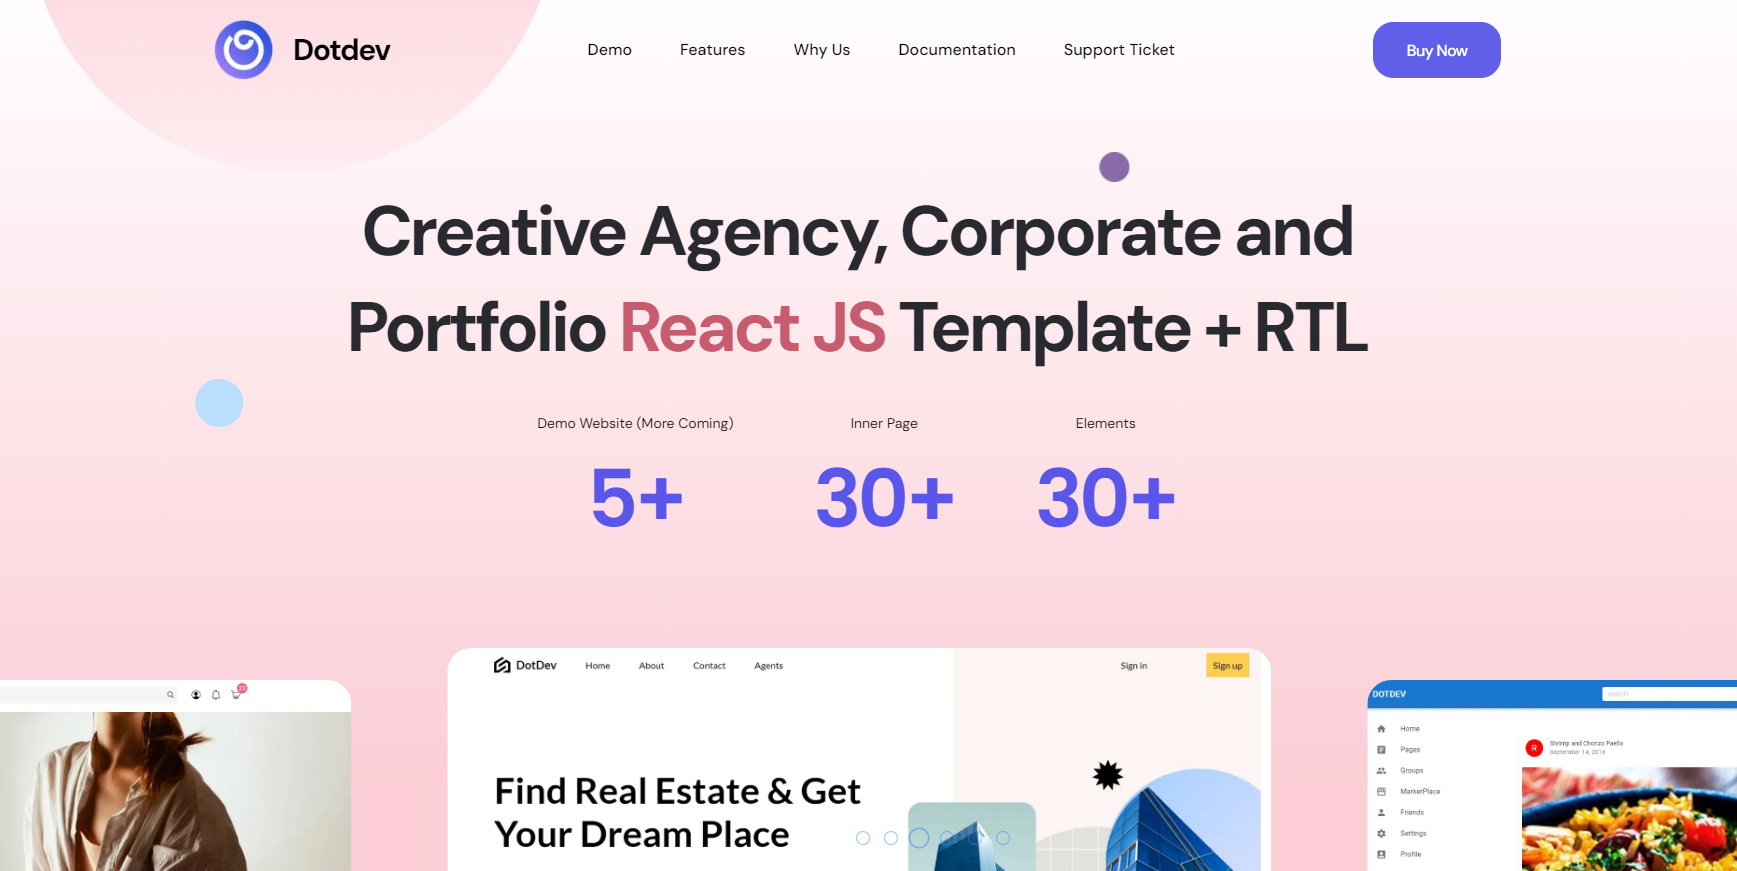 Dotdev
Demo
Features
Why Us
Documentation
Support Ticket
Buy Now
Creative Agency, Corporate and
Portfolio React JS Template + RTL
Demo Website (More Coming)
5+
Inner Page
30+
Elements
30+
DotDev
Home
About
Contact
Agents
Sign in
Sign up
Find Real Estate & Get
Your Dream Place
DOTDEV
search
Home
Pages
Groups
MarketPlace
Friends
Settings
Profile
R
Shrimp and Chorizo Paella
September 14, 2016